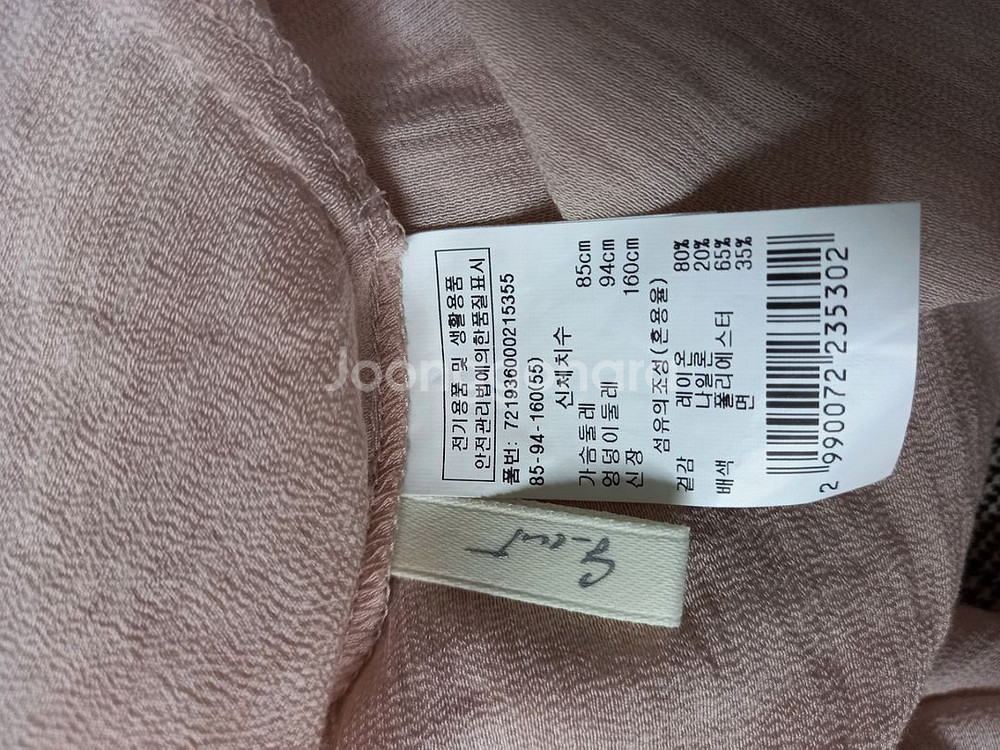 전기용품 및 생활용품
안전관리법에의한품질표시
품번: 721936000215355
85-94-160(55)
신체치수
가슴둘레 85cm
엉덩이둘레 94cm
신장 160cm
섬유의조성(혼용율)
겉감 레이온 80%
나일론 20%
배색 폴리에스터 65%
면 35%
2 990072 235302
Joonggonara